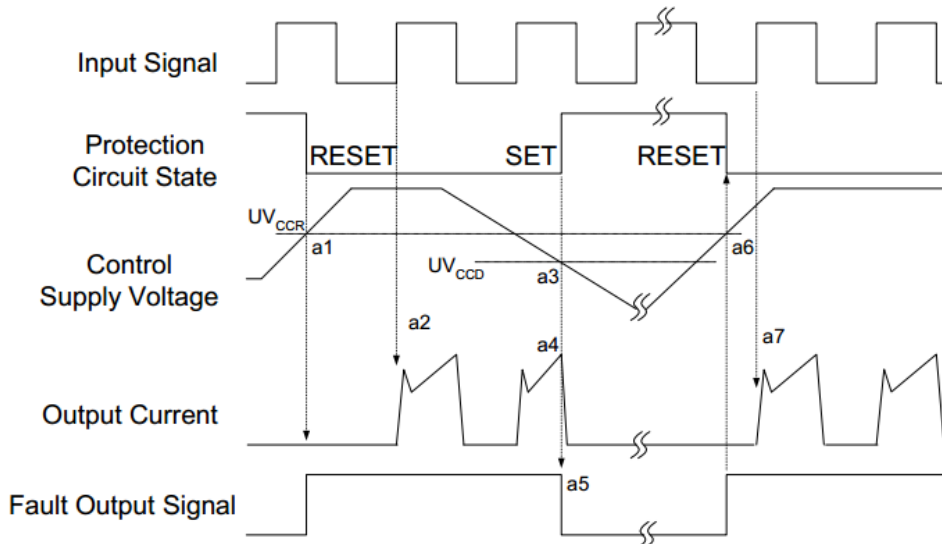 Input Signal
Protection
Circuit State
RESET
SET
RESET
UVCCR
a1
a6
Control
Supply Voltage
UVCCD
a3
a2
a4
a7
Output Current
a5
Fault Output Signal